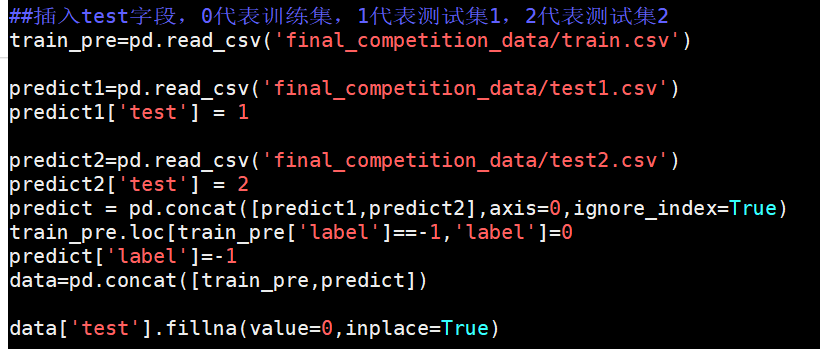 ##插入test字段，0代表训练集，1代表测试集1，2代表测试集2
train_pre=pd.read_csv('final_competition_data/train.csv')
predict1=pd.read_csv('final_competition_data/test1.csv')
predict1['test'] = 1
predict2=pd.read_csv('final_competition_data/test2.csv')
predict2['test'] = 2
predict = pd.concat([predict1,predict2],axis=0,ignore_index=True)
train_pre.loc[train_pre['label']==-1,'label']=0
predict['label']=-1
data=pd.concat([train_pre,predict])
data['test'].fillna(value=0,inplace=True)